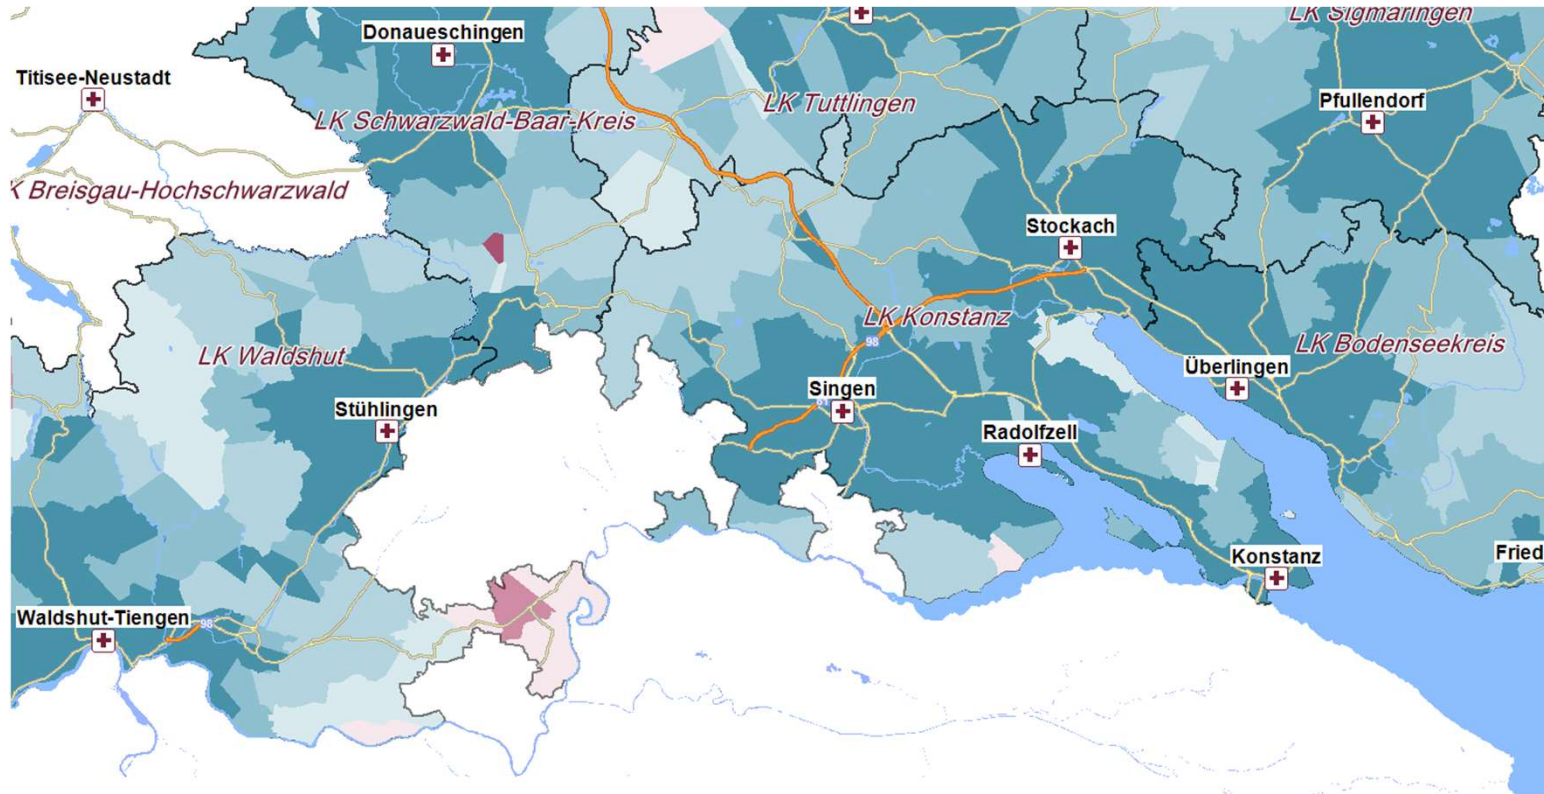 LK Sigmaringen
Donaueschingen
Titisee-Neustadt
LK Tuttlingen
Pfullendorf
LK Schwarzwald-Baar-Kreis
K Breisgau-Hochschwarzwald
Stockach
LK Konstanz
98
LK Waldshut
LK Bodenseekreis
Überlingen
Singen
Stühlingen
Radolfzell
Konstanz
Fried
Waldshut-Tiengen
98